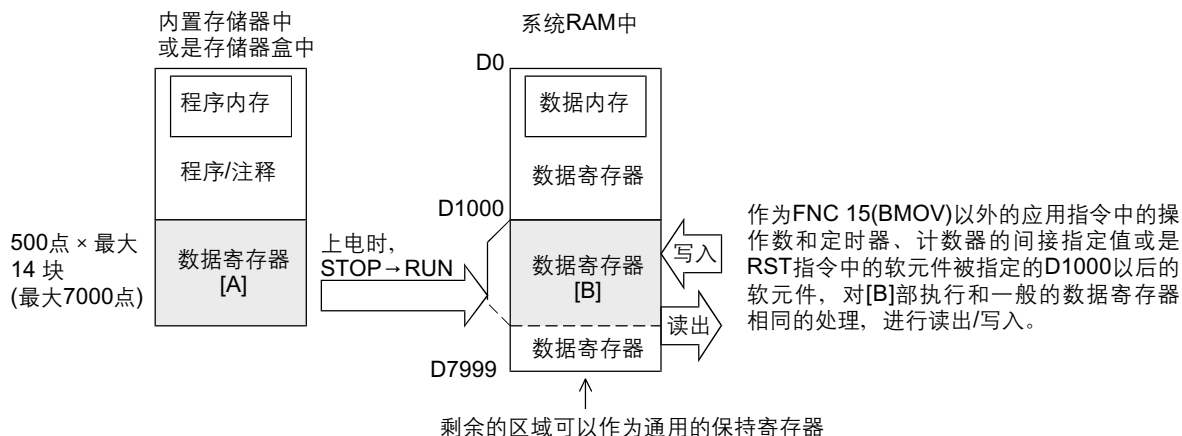 内置存储器中
或是存储器盒中
程序内存
程序/注释
500点 × 最大
14 块
(最大7000点)
数据寄存器
[A]
上电时，
STOP→RUN
系统RAM中
D0
数据内存
数据寄存器
D1000
数据寄存器
[B]
写入
读出
数据寄存器
D7999
剩余的区域可以作为通用的保持寄存器
作为FNC 15(BMOV)以外的应用指令中的操
作数和定时器、计数器的间接指定值或是
RST指令中的软元件被指定的D1000以后的
软元件，对[B]部执行和一般的数据寄存器
相同的处理，进行读出/写入。